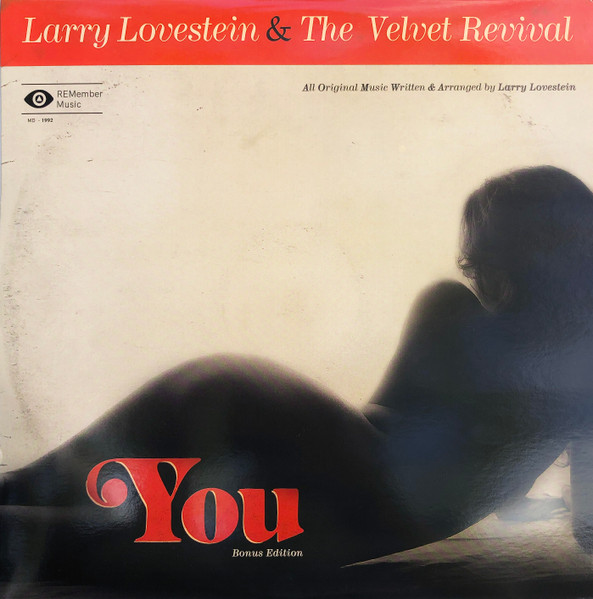 Larry Lovestein & The Velvet Revival
All Original Music Written & Arranged by Larry Lovestein
REMember
Music
MD - 1992
You
Bonus Edition